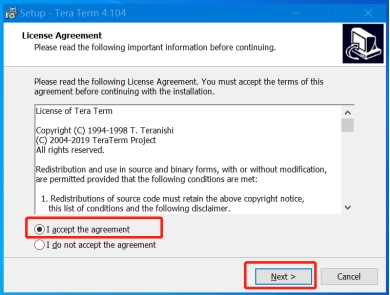 Setup - Tera Term 4.104
License Agreement
Please read the following important information before continuing.
Please read the following License Agreement. You must accept the terms of this
agreement before continuing with the installation.
License of Tera Term
Copyright (C) 1994-1998 T. Teranishi
(C) 2004-2019 TeraTerm Project
All rights reserved.
Redistribution and use in source and binary forms, with or without modification,
are permitted provided that the following conditions are met:
1. Redistributions of source code must retain the above copyright notice,
this list of conditions and the following disclaimer.
I accept the agreement
I do not accept the agreement
Next >
Cancel